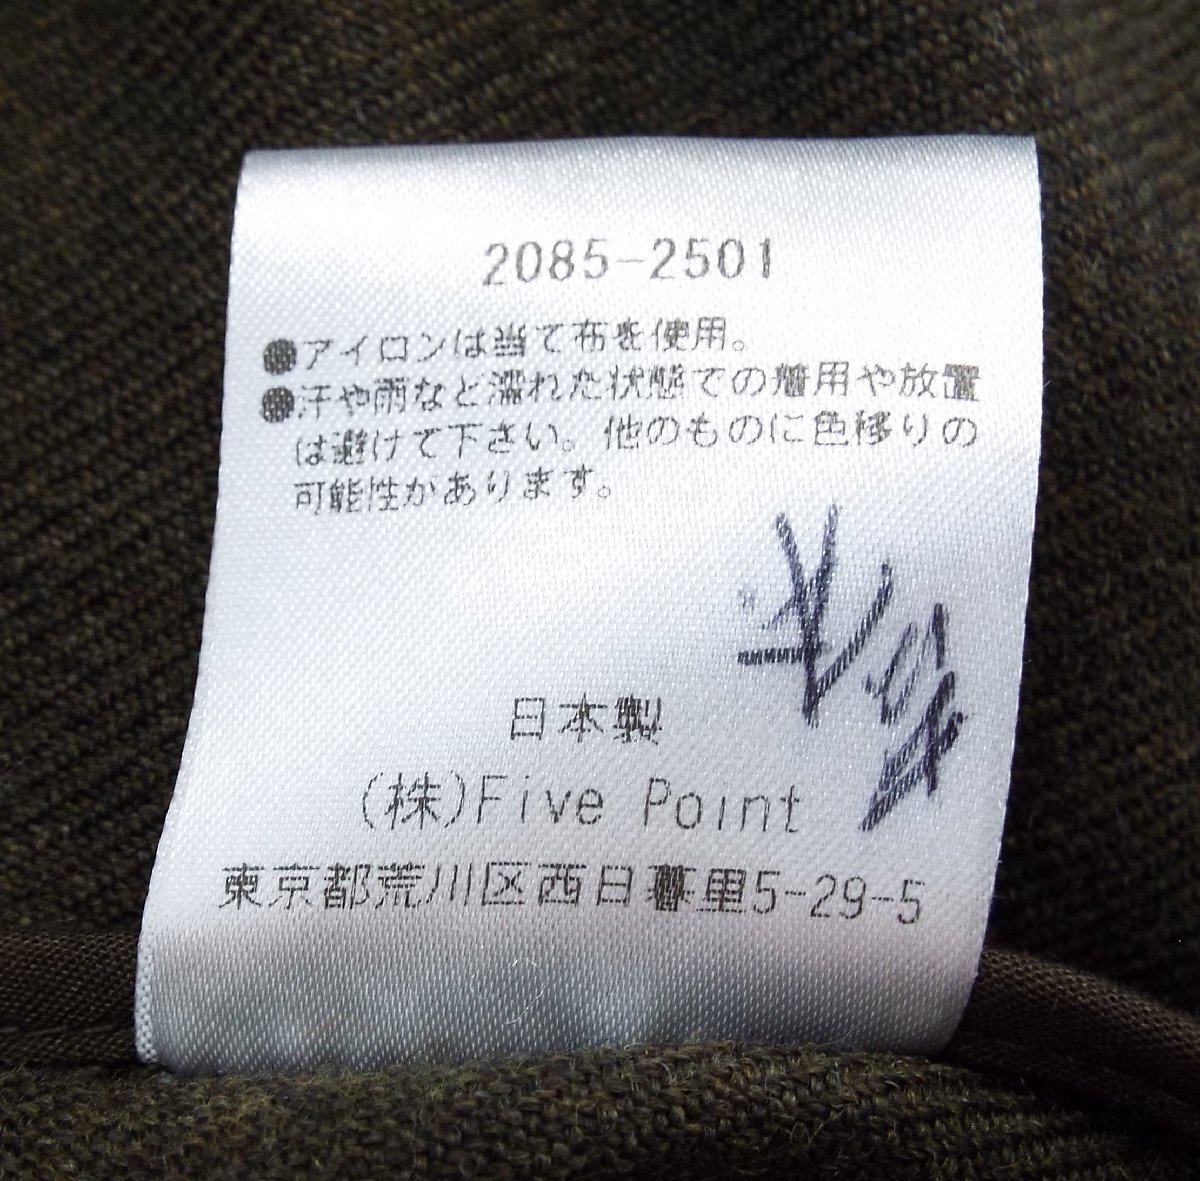 2085-2501
●アイロンは当て布を使用。
●汗や雨など濡れた状態での着用や放置
は避けて下さい。他のものに色移りの
可能性があります。
日本製
(株)Five Point
東京都荒川区西日暮里5-29-5